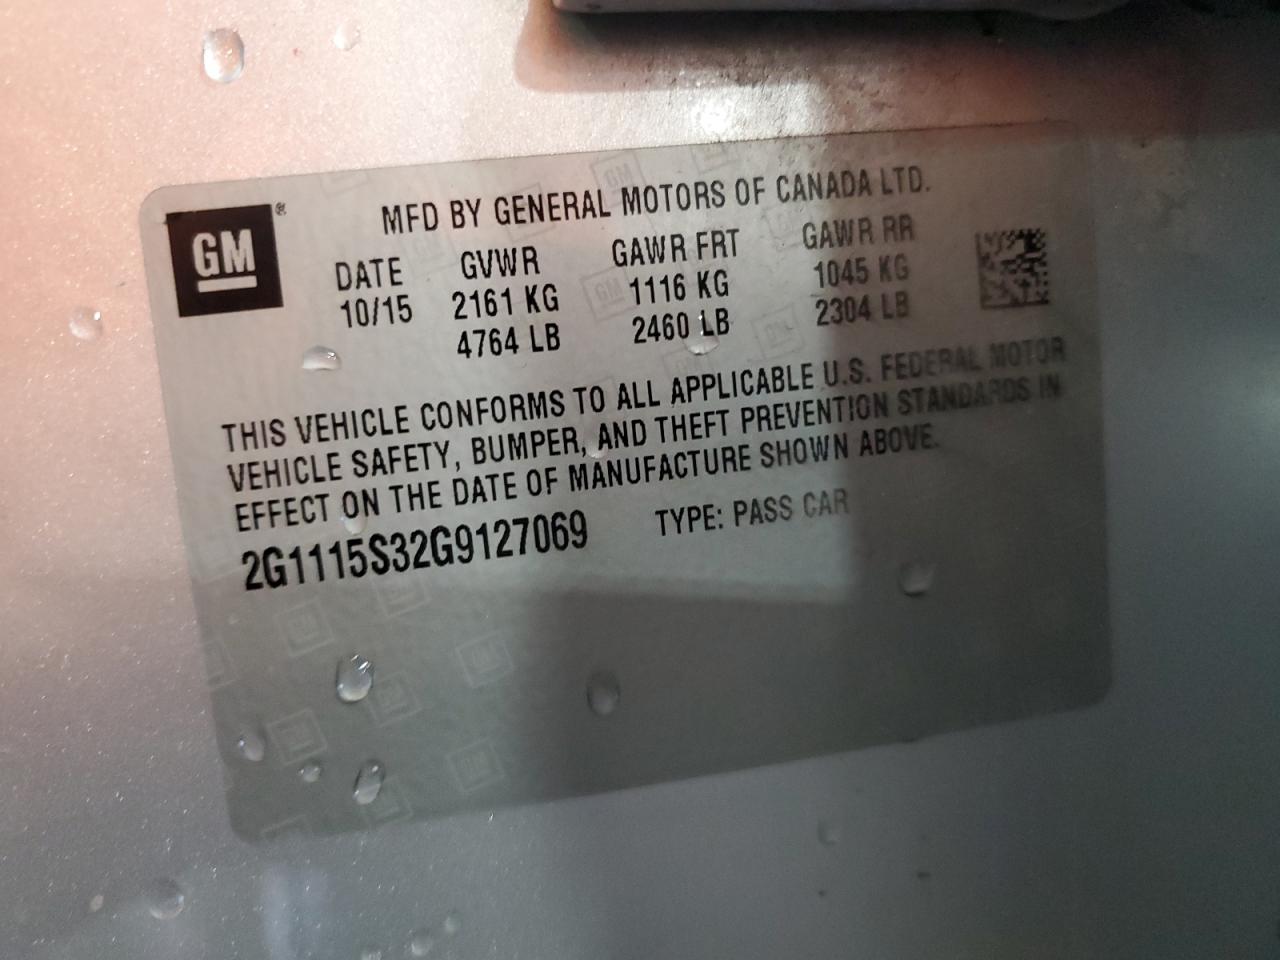 GM®
MFD BY GENERAL MOTORS OF CANADA LTD.
DATE GVWR GAWR FRT GAWR RR
10/15 2161 KG 1116 KG 1045 KG
4764 LB 2460 LB 2304 LB
THIS VEHICLE CONFORMS TO ALL APPLICABLE U.S. FEDERAL MOTOR
VEHICLE SAFETY, BUMPER, AND THEFT PREVENTION STANDARDS IN
EFFECT ON THE DATE OF MANUFACTURE SHOWN ABOVE.
2G1115S32G9127069 TYPE: PASS CAR